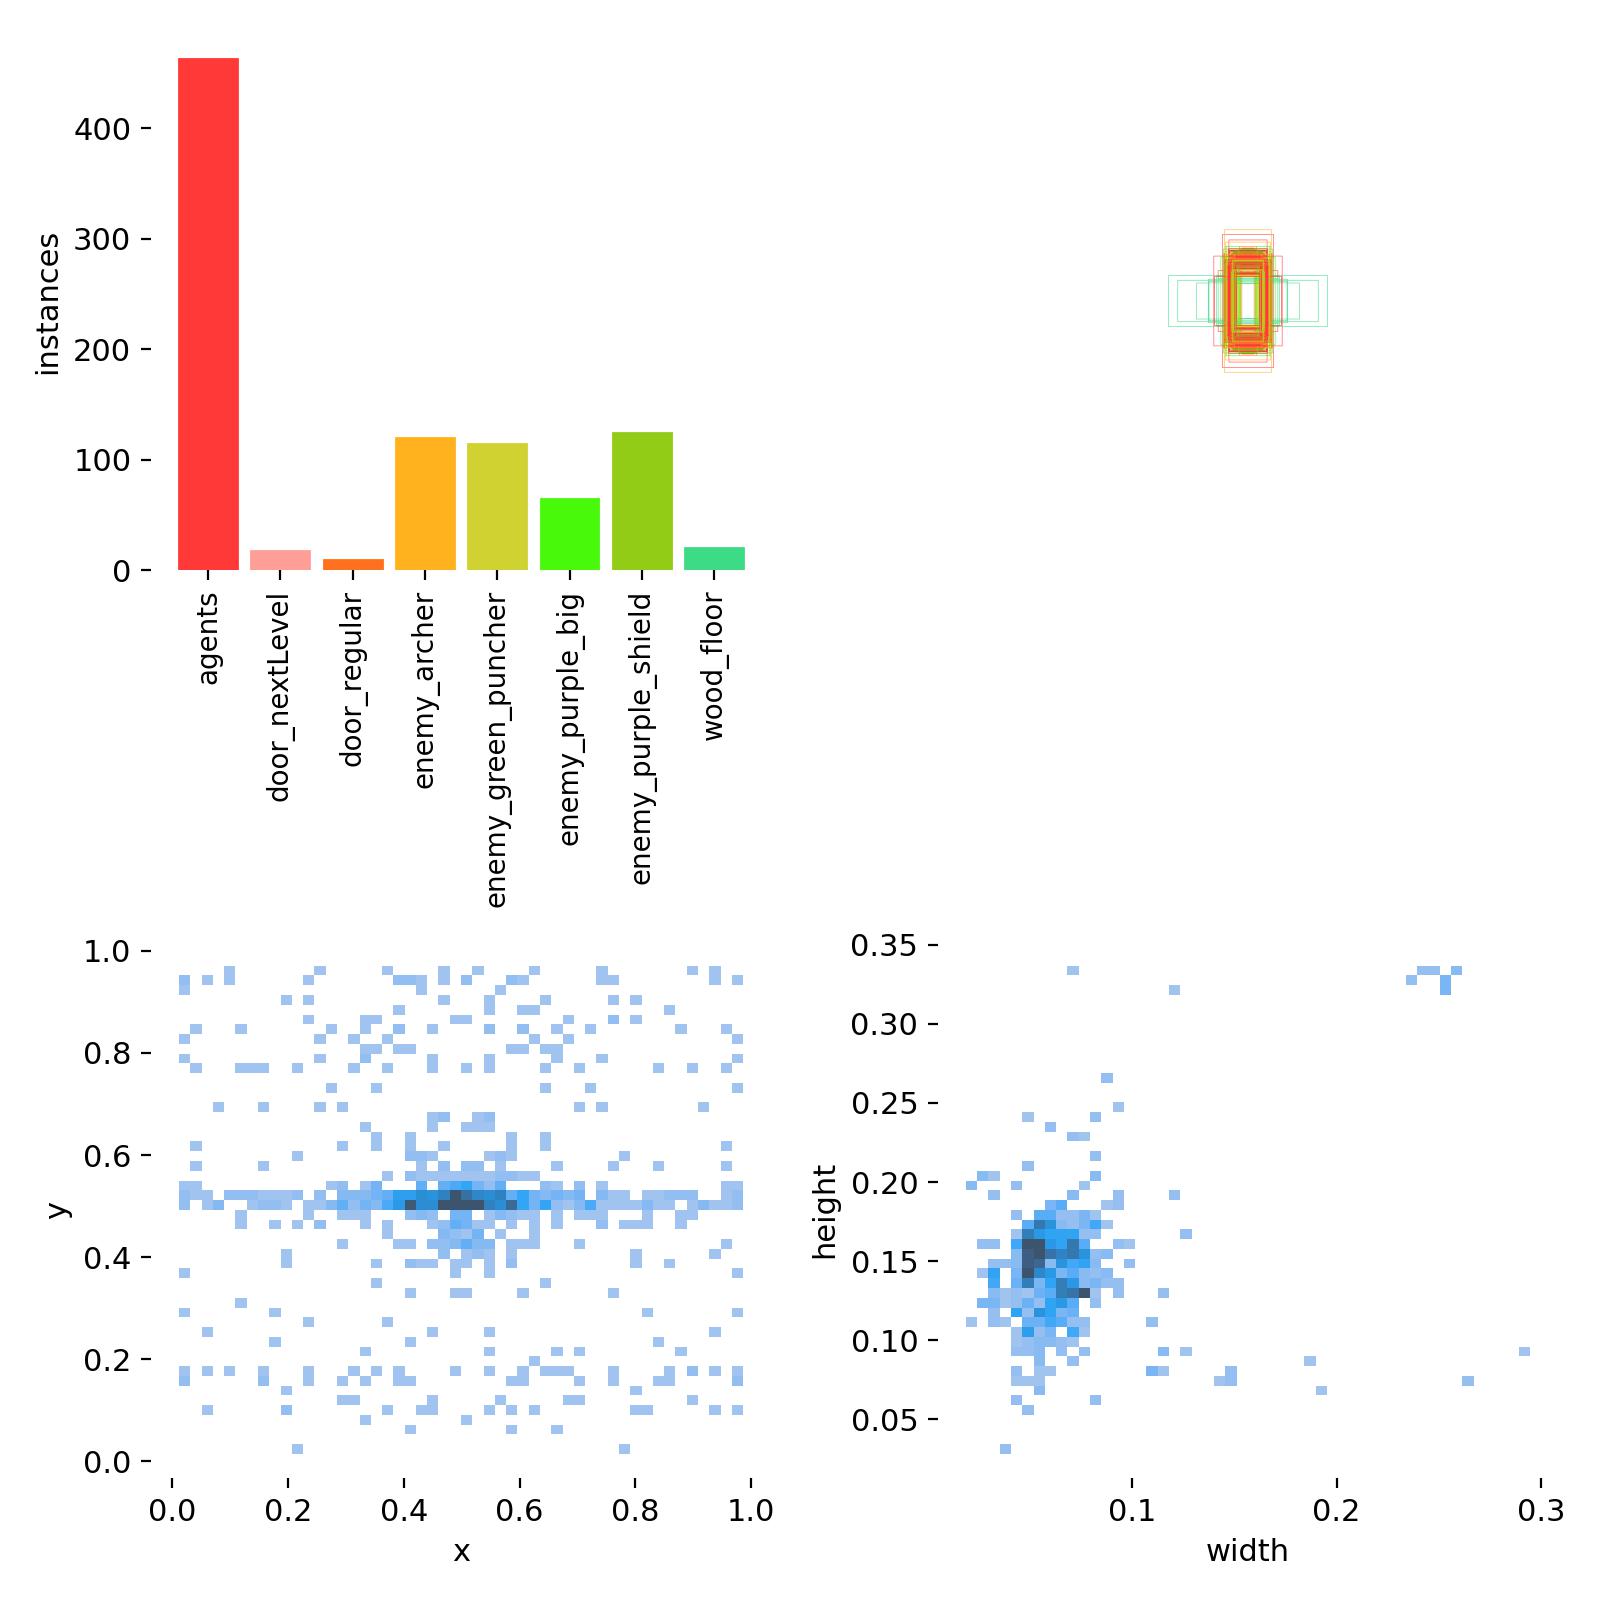 400
300
200
100
0
instances
agents
door_nextLevel
door_regular
enemy_archer
enemy_green_puncher
enemy_purple_big
enemy_purple_shield
wood_floor
1.0
0.8
0.6
0.4
0.2
0.0
y
0.0 0.2 0.4 0.6 0.8 1.0
x
0.35
0.30
0.25
0.20
0.15
0.10
0.05
height
0.1 0.2 0.3
width